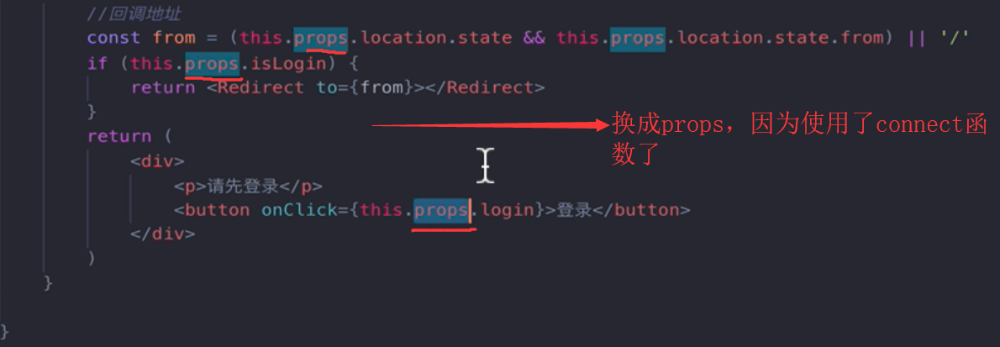 //回调地址
const from = (this.props.location.state && this.props.location.state.from) || '/'
if (this.props.isLogin) {
return <Redirect to={from}></Redirect>
}
return (
换成props，因为使用了connect函
数了
<div>
<p>请先登录</p>
<button onClick={this.props.login}>登录</button>
</div>
)
}
}